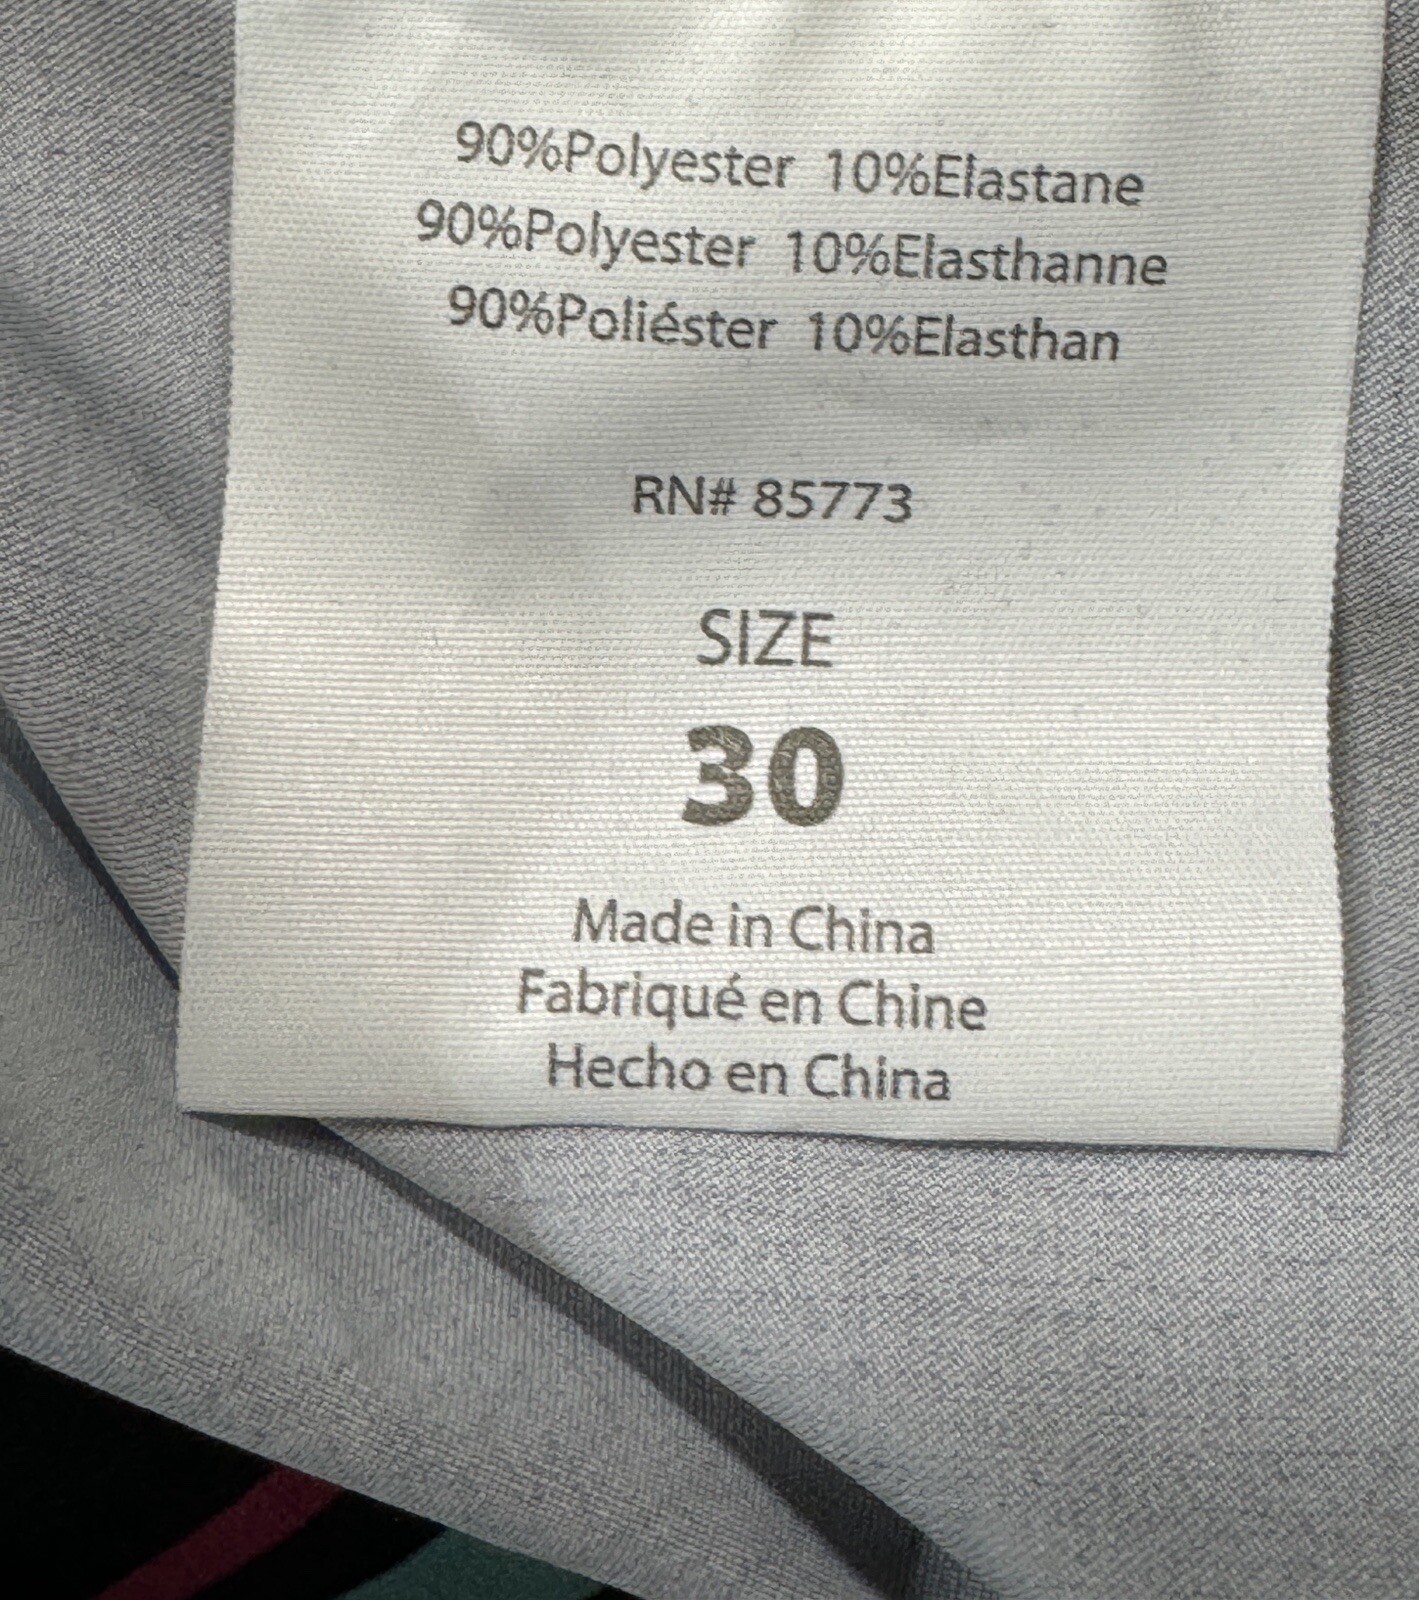 90%Polyester 10%Elastane
90%Polyester 10%Elasthanne
90%Poliéster 10%Elasthan
RN# 85773
SIZE
30
Made in China
Fabriqué en Chine
Hecho en China